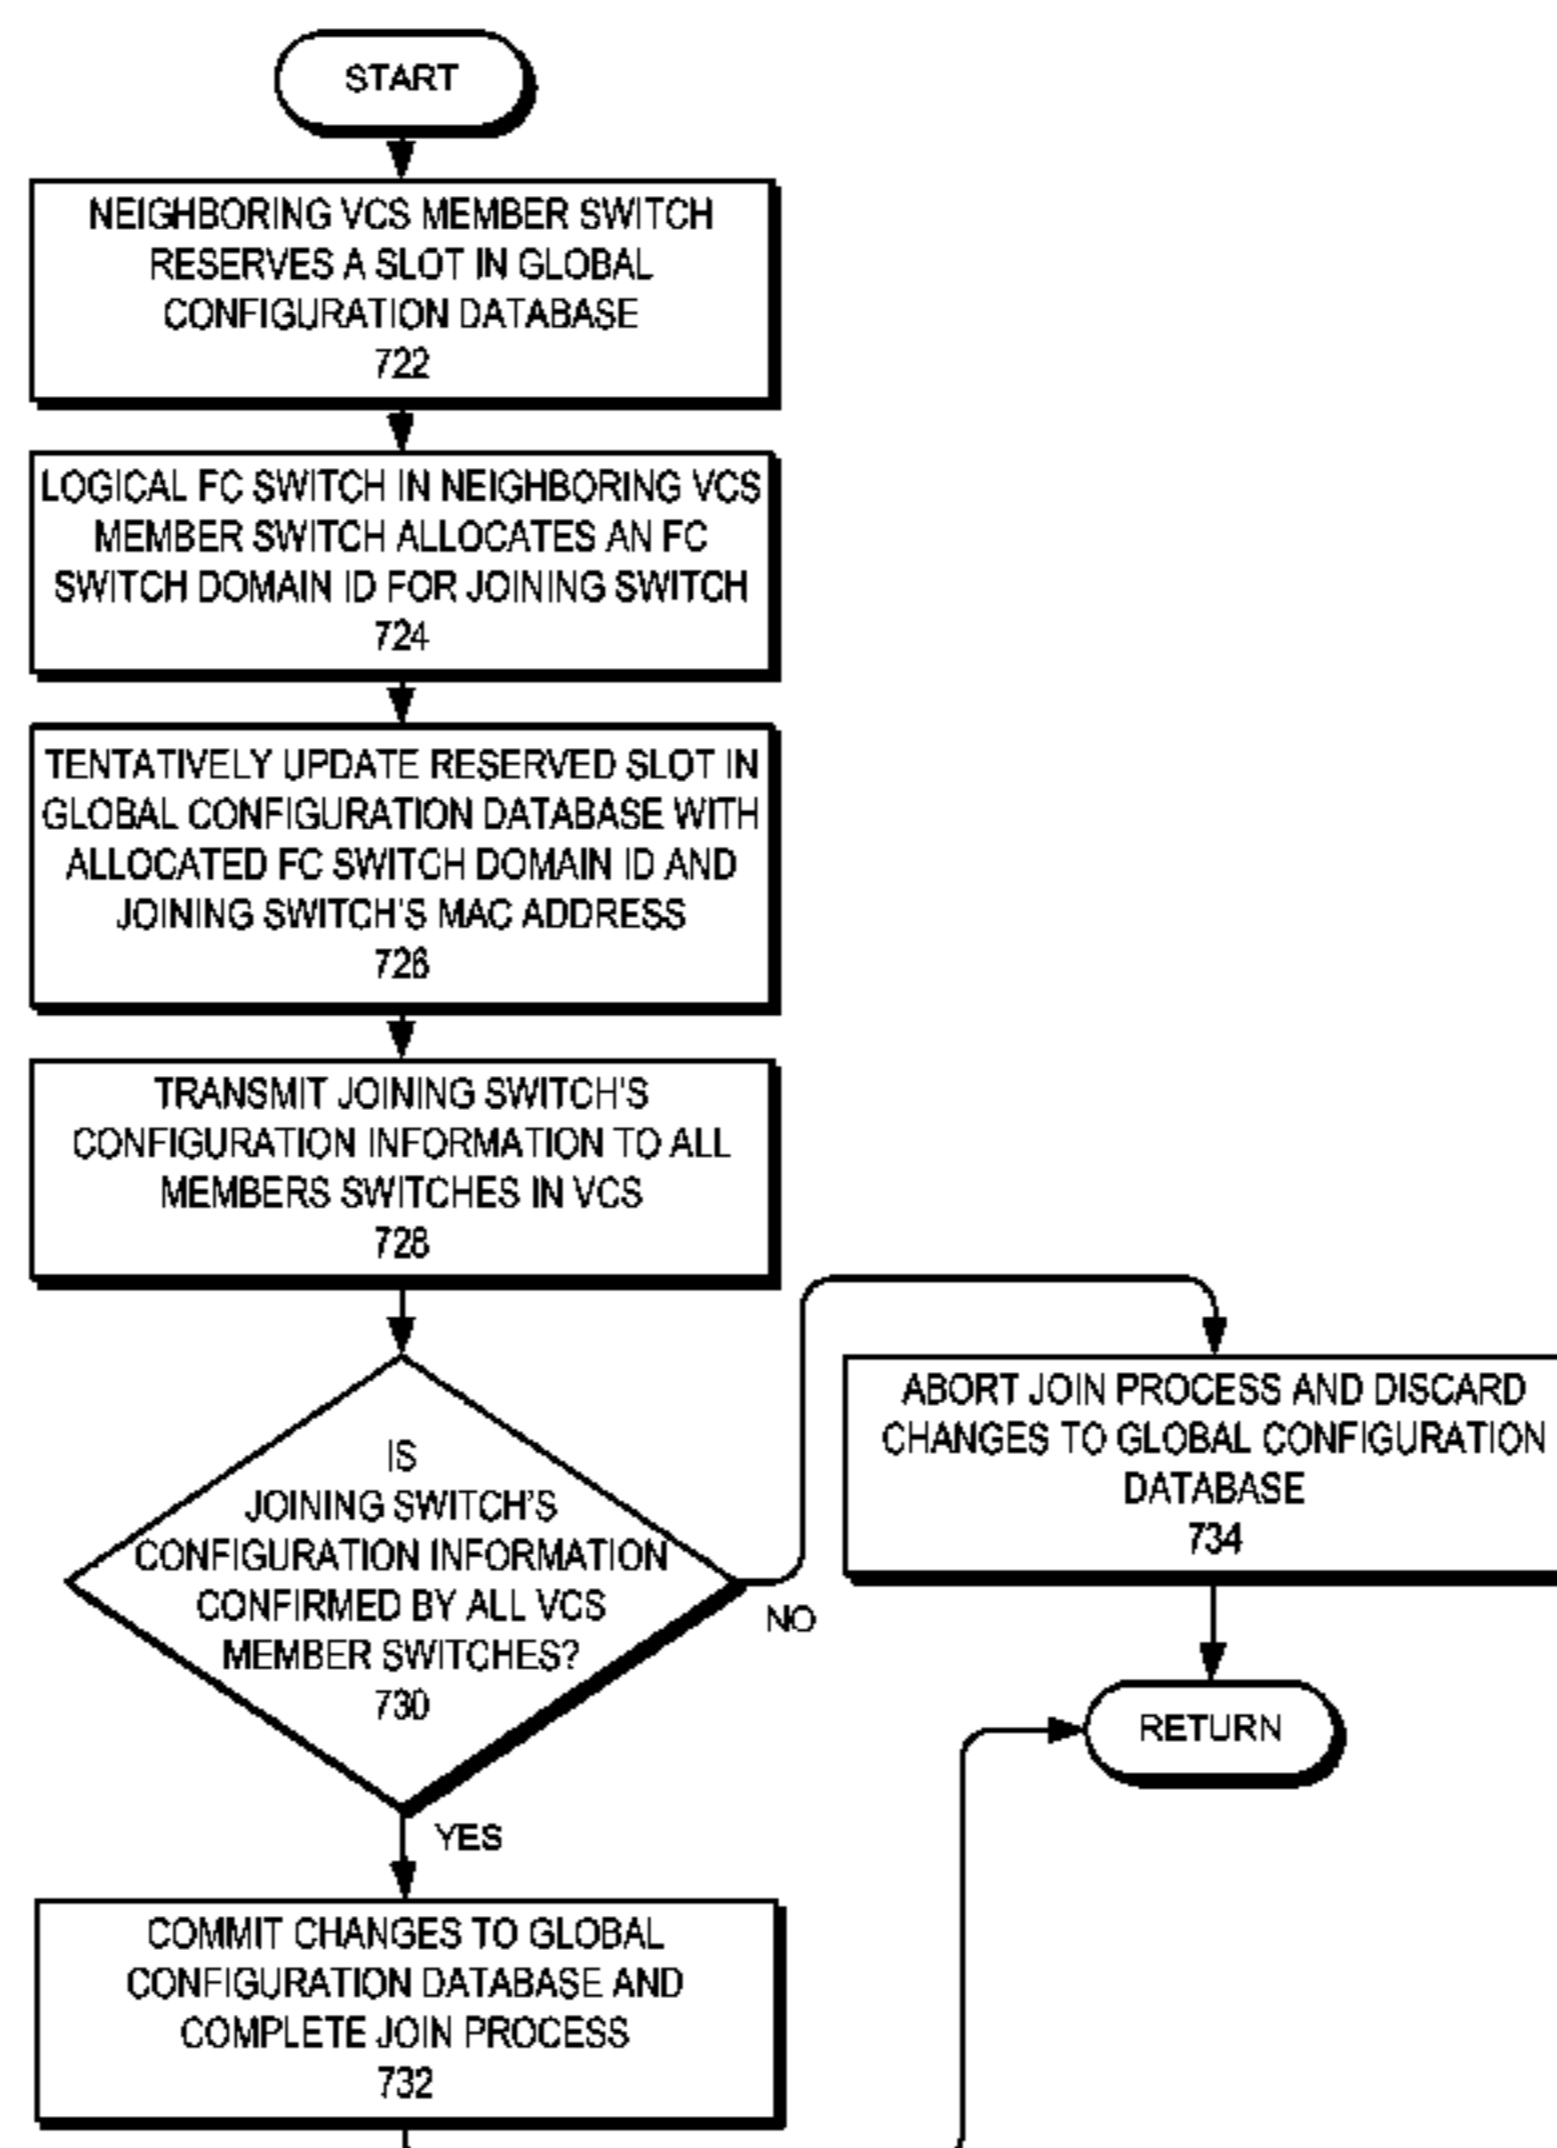 START
NEIGHBORING VCS MEMBER SWITCH
RESERVES A SLOT IN GLOBAL
CONFIGURATION DATABASE
722
LOGICAL FC SWITCH IN NEIGHBORING VCS
MEMBER SWITCH ALLOCATES AN FC
SWITCH DOMAIN ID FOR JOINING SWITCH
724
TENTATIVELY UPDATE RESERVED SLOT IN
GLOBAL CONFIGURATION DATABASE WITH
ALLOCATED FC SWITCH DOMAIN ID AND
JOINING SWITCH'S MAC ADDRESS
726
TRANSMIT JOINING SWITCH'S
CONFIGURATION INFORMATION TO ALL
MEMBERS SWITCHES IN VCS
728
IS
JOINING SWITCH'S
CONFIGURATION INFORMATION
CONFIRMED BY ALL VCS
MEMBER SWITCHES?
730
NO
ABORT JOIN PROCESS AND DISCARD
CHANGES TO GLOBAL CONFIGURATION
DATABASE
734
RETURN
YES
COMMIT CHANGES TO GLOBAL
CONFIGURATION DATABASE AND
COMPLETE JOIN PROCESS
732